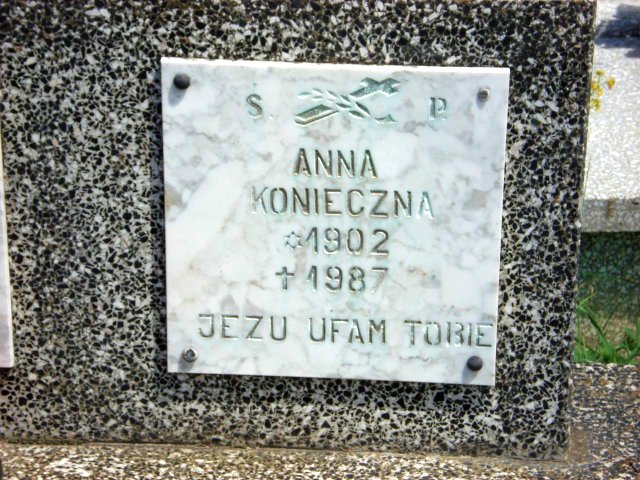 Ś. P.
ANNA
KONIECZNA
✡1902
✝1987
JEZU UFAM TOBIE